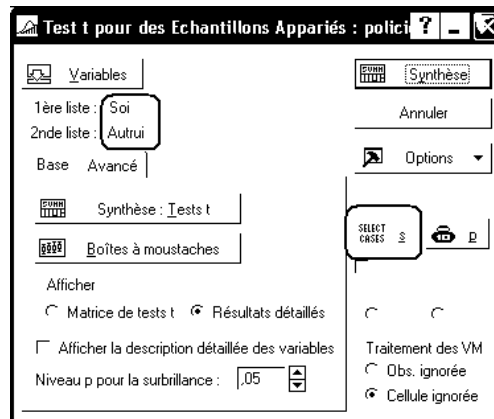 Test t pour des Echantillons Appariés : polici
Variables
1ère liste : Soi
2nde liste : Autrui
Base Avancé
Synthèse : Tests t
Boîtes à moustaches
Afficher
Matrice de tests t Résultats détaillés
Afficher la description détaillée des variables
Niveau p pour la surbrillance : ,05
Synthèse
Annuler
Options
SELECT CASES S D
Traitement des VM
Obs. ignorée
Cellule ignorée